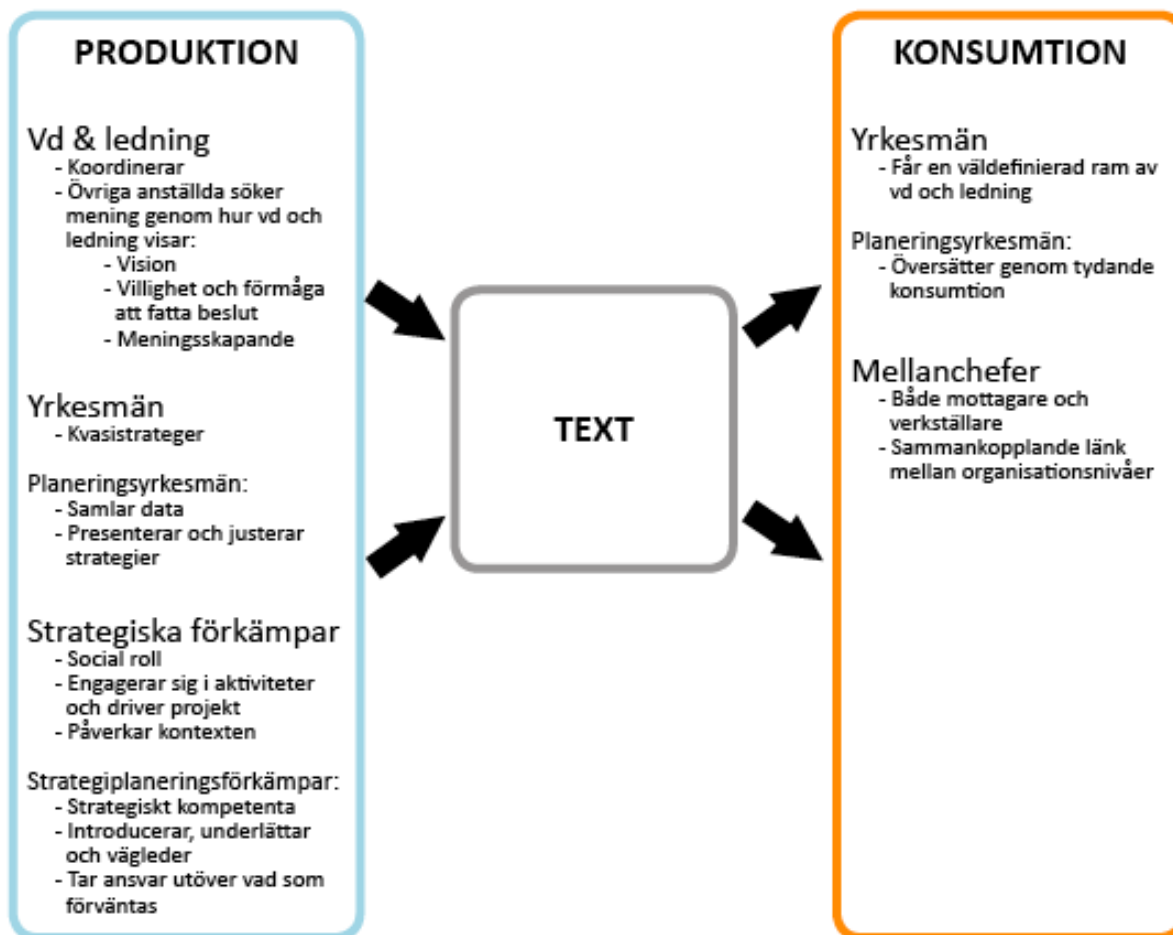 PRODUKTION
Vd & ledning
- Koordinerar
- Övriga anställda söker
mening genom hur vd och
ledning visar:
- Vision
- Villighet och förmåga
att fatta beslut
- Meningsskapande
Yrkesmän
- Kvasistrateger
Planeringsyrkesmän:
- Samlar data
- Presenterar och justerar
strategier
Strategiska förkämpar
- Social roll
- Engagerar sig i aktiviteter
och driver projekt
- Påverkar kontexten
Strategiplaneringsförkämpar:
- Strategiskt kompetenta
- Introducerar, underlättar
och vägleder
- Tar ansvar utöver vad som
förväntas
TEXT
KONSUMTION
Yrkesmän
- Får en väldefinierad ram av
vd och ledning
Planeringsyrkesmän:
- Översätter genom tydande
konsumtion
Mellanchefer
- Både mottagare och
verkställare
- Sammankopplande länk
mellan organisationsnivåer